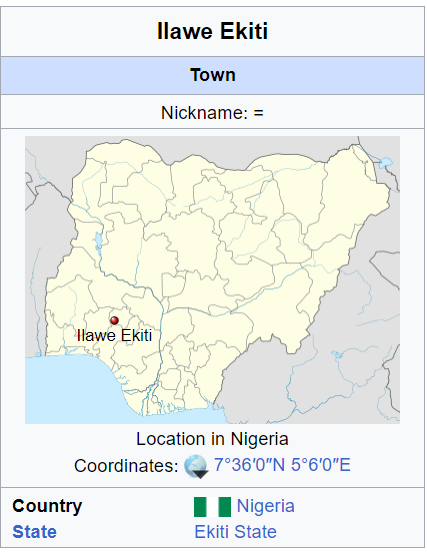 Ilawe Ekiti
Town
Nickname: =
Ilawe Ekiti
Location in Nigeria
Coordinates: 7°36′0″N 5°6′0″E
Country Nigeria
State Ekiti State